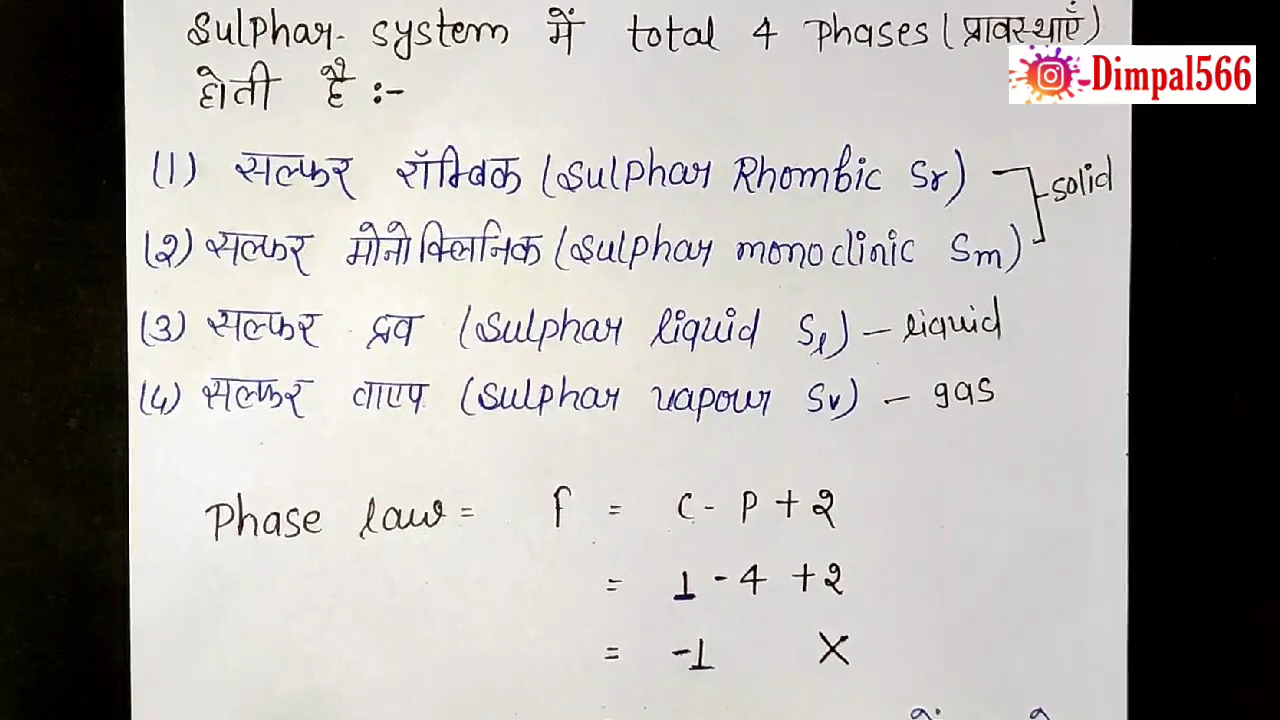 Sulphar system में total 4 Phases (प्रावस्थाएँ)
होती है :-
-Dimpal566
(1) सल्फर रॉम्बिक (Sulphar Rhombic Sr)
solid
(2) सल्फर मोनोक्लिनिक (Sulphar monoclinic Sm)
(3) सल्फर द्रव (Sulphar liquid Sl) - liquid
(4) सल्फर वाष्प (Sulphar vapour Sv) - gas
Phase law = f = C - P + 2
= 1 - 4 + 2
= -1 X